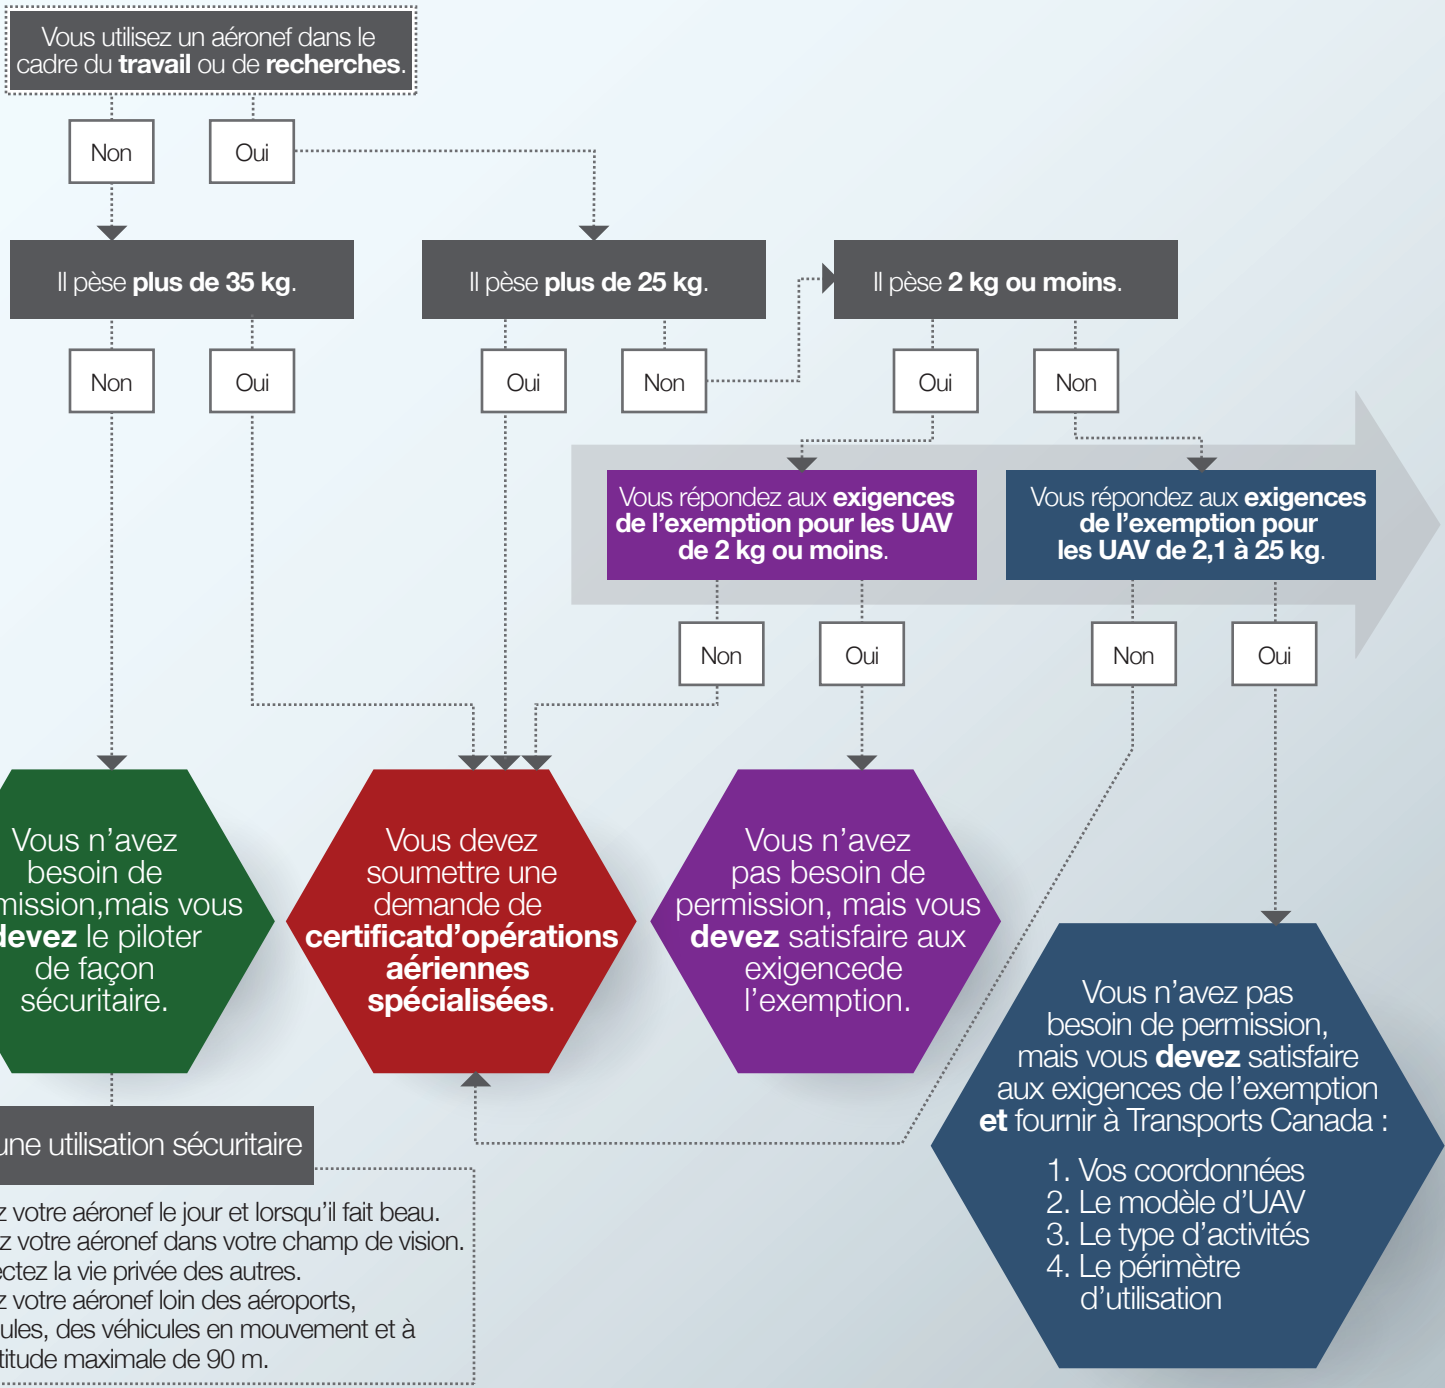 Vous utilisez un aéronef dans le
cadre du travail ou de recherches.
Non
Oui
Il pèse plus de 35 kg.
Il pèse plus de 25 kg.
Il pèse 2 kg ou moins.
Non
Oui
Oui
Non
Oui
Non
Vous répondez aux exigences
de l'exemption pour les UAV
de 2 kg ou moins.
Vous répondez aux exigences
de l'exemption pour
les UAV de 2,1 à 25 kg.
Non
Oui
Non
Oui
Vous n'avez
besoin de
mission,mais vous
devez le piloter
de façon
sécuritaire.
Vous devez
soumettre une
demande de
certificatd'opérations
aériennes
spécialisées.
Vous n'avez
pas besoin de
permission, mais vous
devez satisfaire aux
exigencede
l'exemption.
Vous n'avez pas
besoin de permission,
mais vous devez satisfaire
aux exigences de l'exemption
et fournir à Transports Canada :
1. Vos coordonnées
2. Le modèle d'UAV
3. Le type d'activités
4. Le périmètre
d'utilisation
une utilisation sécuritaire
z votre aéronef le jour et lorsqu'il fait beau.
ez votre aéronef dans votre champ de vision.
ectez la vie privée des autres.
z votre aéronef loin des aéroports,
ules, des véhicules en mouvement et à
titude maximale de 90 m.